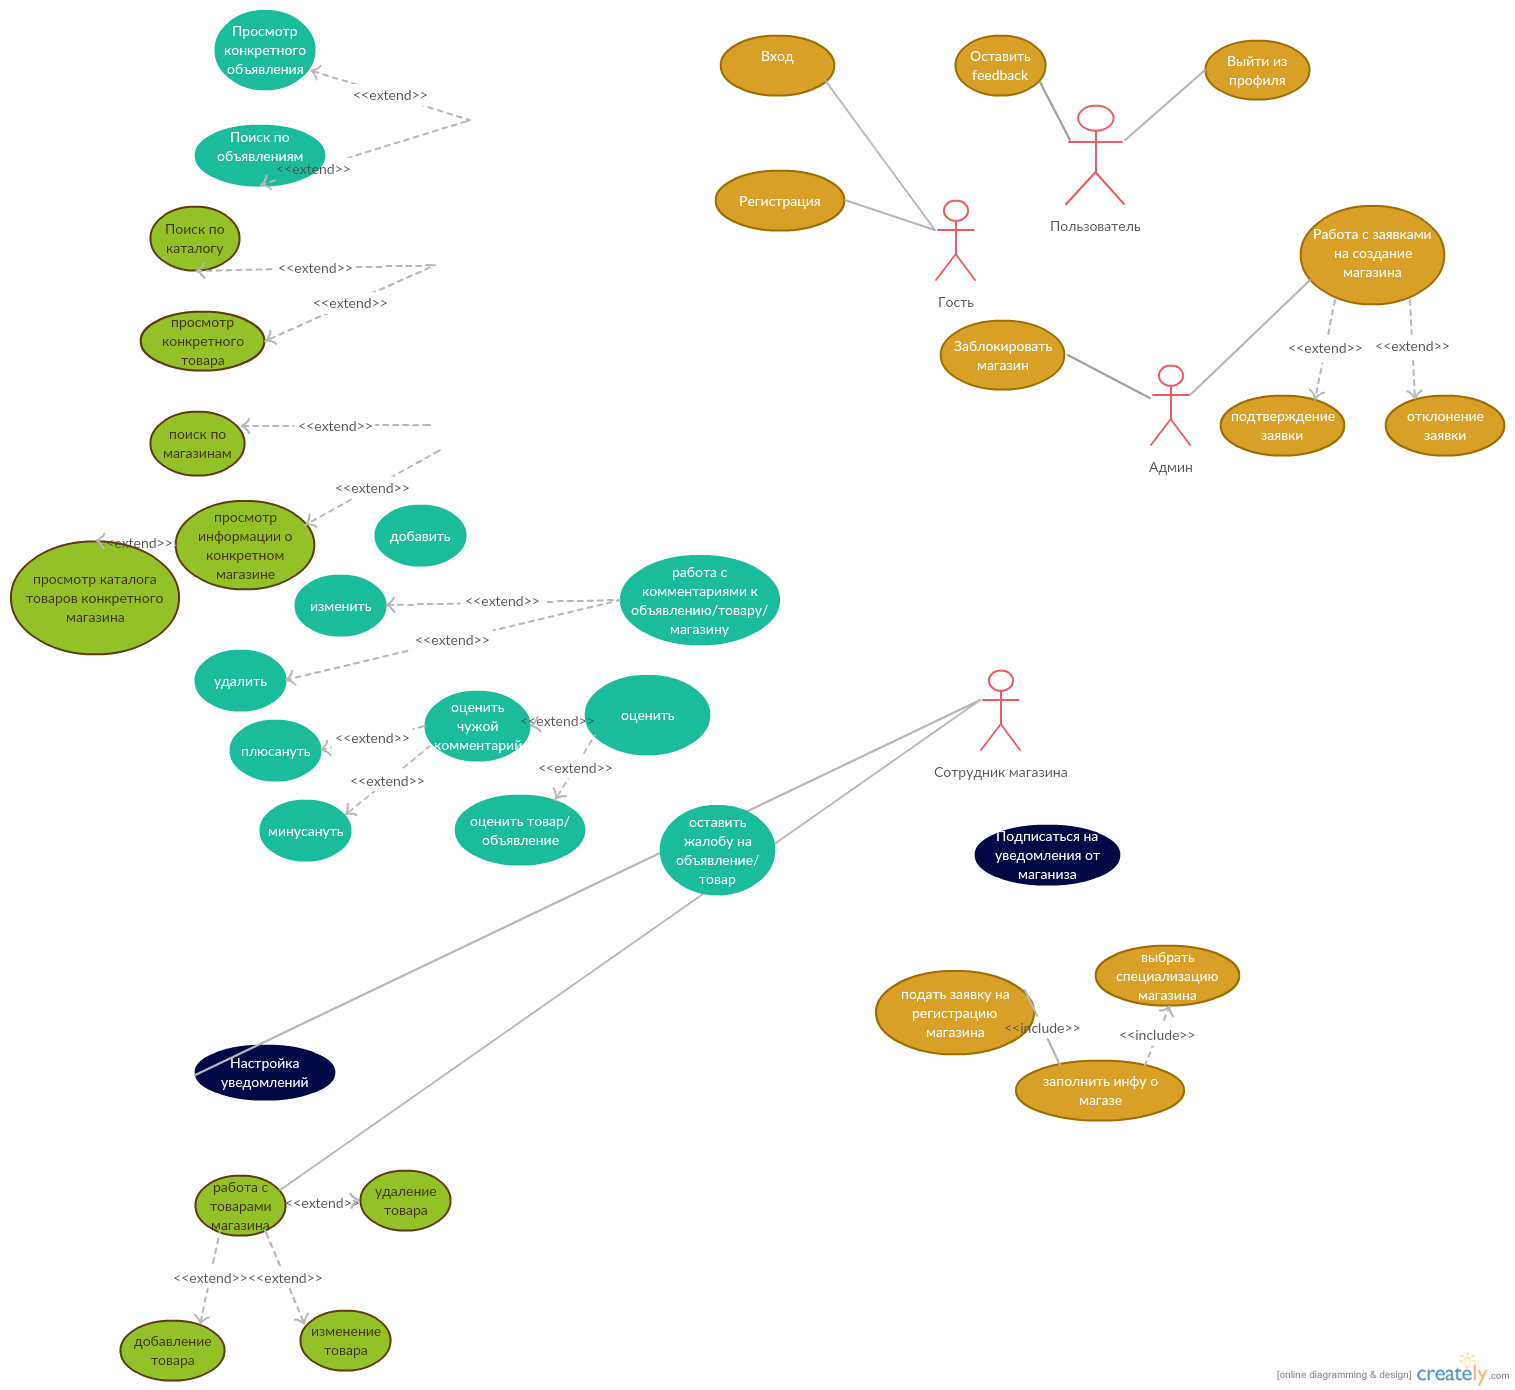 Просмотр
конкретного
объявления
<<extend>>
Поиск по
объявлениям
<<extend>>
Поиск по
каталогу
<<extend>>
<<extend>>
просмотр
конкретного
товара
поиск по
магазинам
<<extend>>
<<extend>>
просмотр
информации о
конкретном
магазине
<<extend>>
просмотр каталога
товаров конкретного
магазина
добавить
изменить
<<extend>>
<<extend>>
работа с
комментариями к
объявлению/товару/
магазину
удалить
плюсануть
<<extend>>
оценить
чужой
комментарий
<<extend>>
оценить
<<extend>>
<<extend>>
минусануть
оценить товар/
объявление
оставить
жалобу на
объявление/
товар
Вход
Регистрация
Гость
Оставить
feedback
Выйти из
профиля
Пользователь
Работа с заявками
на создание
магазина
Заблокировать
магазин
<<extend>>
<<extend>>
подтверждение
заявки
отклонение
заявки
Админ
Сотрудник магазина
Подписаться на
уведомления от
маганиза
выбрать
специализацию
магазина
подать заявку на
регистрацию
магазина
<<include>>
<<include>>
заполнить инфу о
магазе
Настройка
уведомлений
работа с
товарами
магазина
<<extend>>
удаление
товара
<<extend>>
<<extend>>
добавление
товара
изменение
товара
[online diagramming & design] creately.com